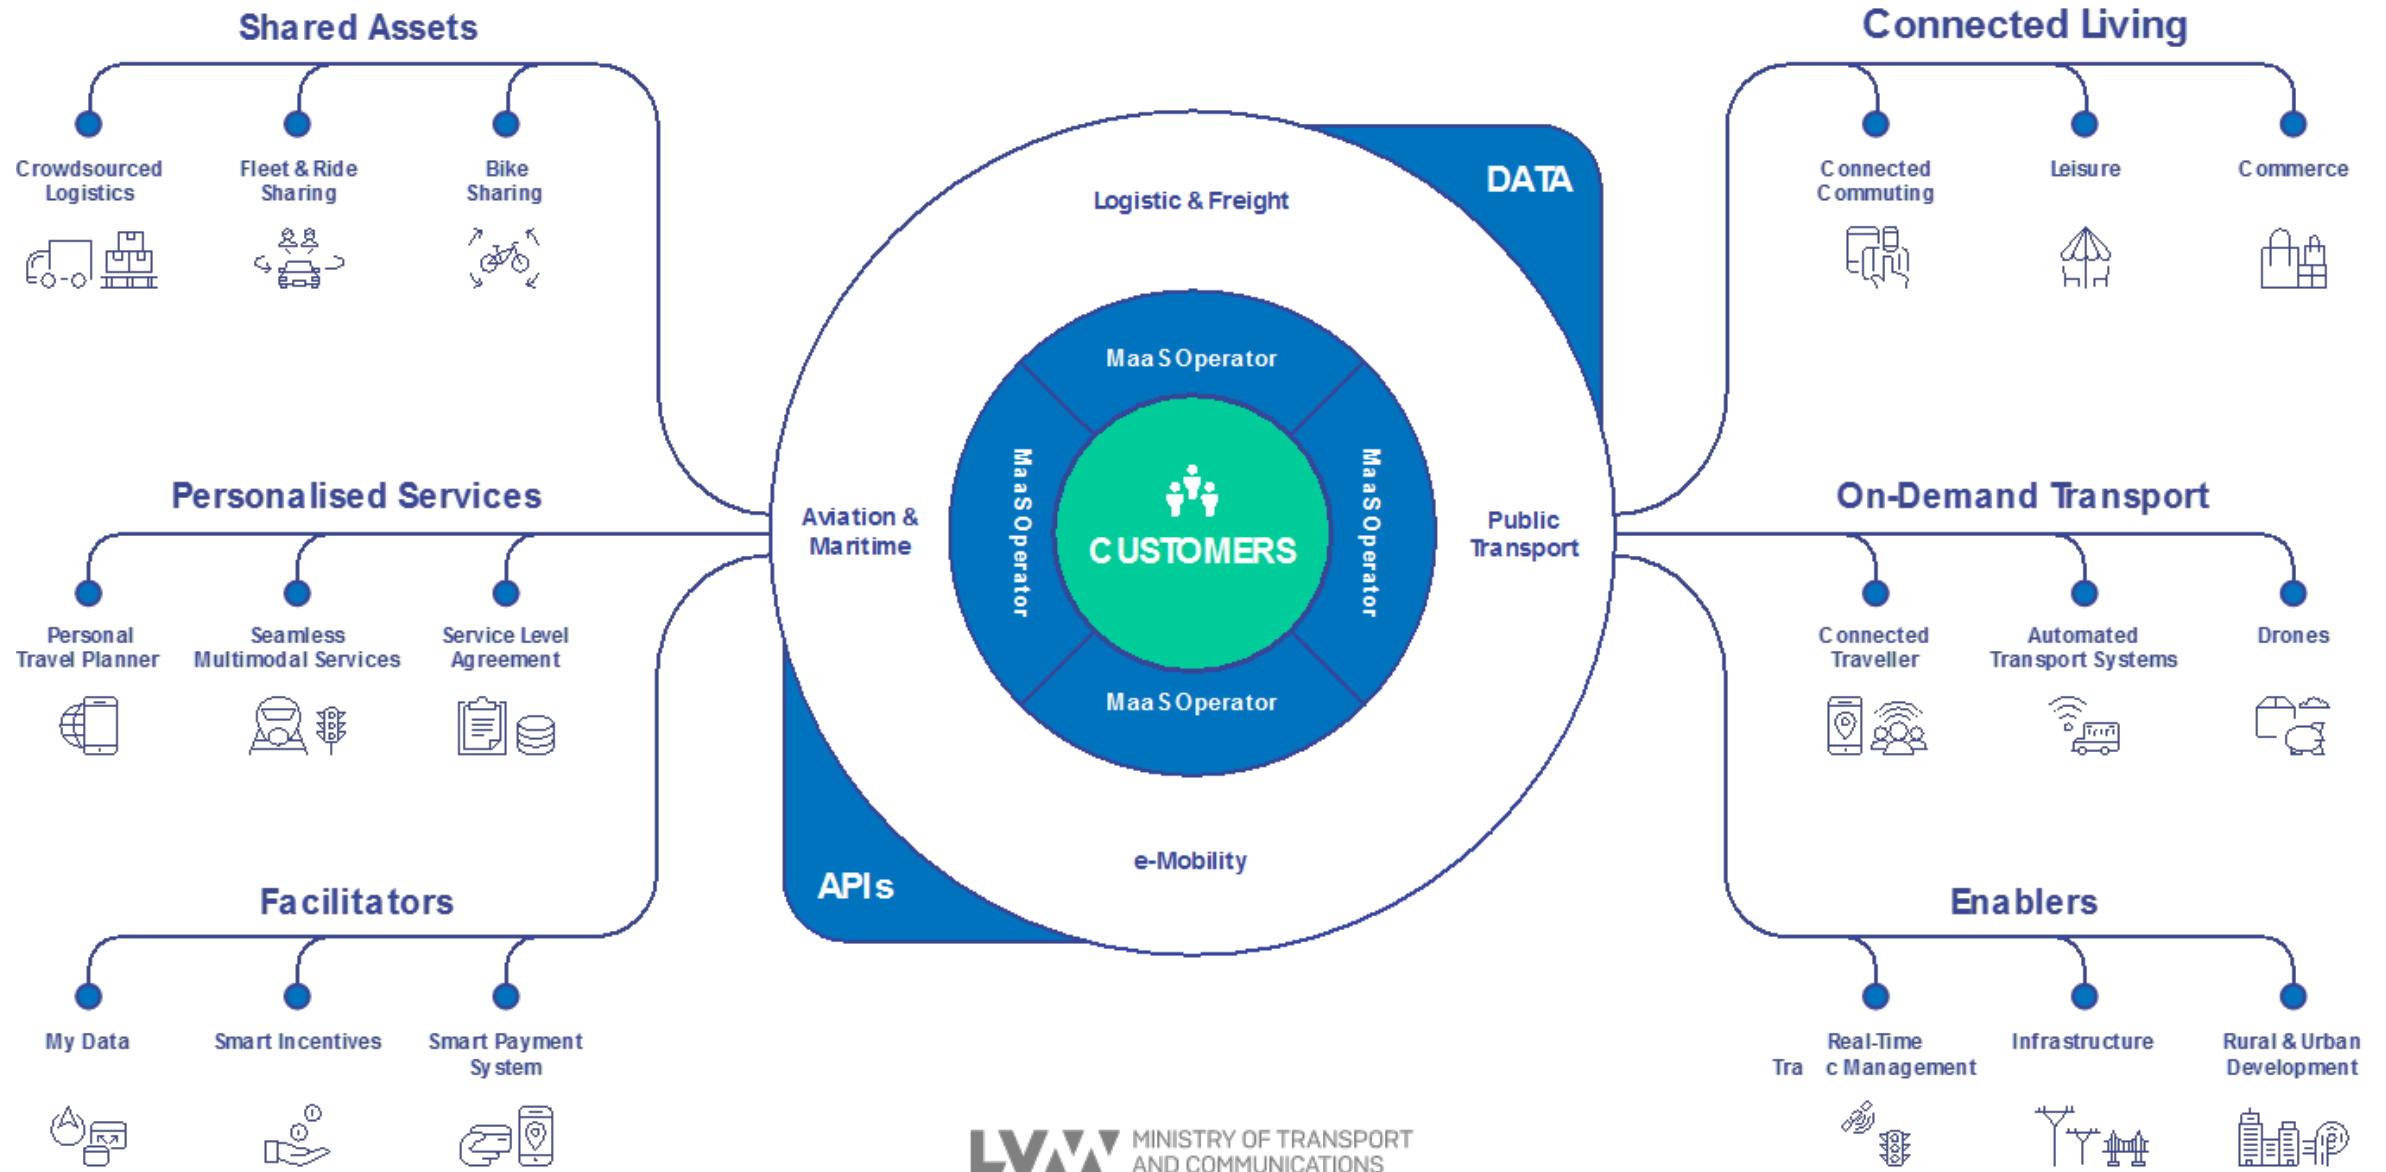 Shared Assets
Crowdsourced
Logistics
Fleet & Ride
Sharing
Bike
Sharing
Personalised Services
Personal
Travel Planner
Seamless
Multimodal Services
Service Level
Agreement
Facilitators
My Data
Smart Incentives
Smart Payment
System
DATA
Logistic & Freight
MaaS Operator
Aviation &
Maritime
MaaS Operator
CUSTOMERS
MaaS Operator
Public
Transport
MaaS Operator
e-Mobility
APIs
Connected Living
Connected
Commuting
Leisure
Commerce
On-Demand Transport
Connected
Traveller
Automated
Transport Systems
Drones
Enablers
Real-Time
Tra c Management
Infrastructure
Rural & Urban
Development
LVM
MINISTRY OF TRANSPORT
AND COMMUNICATIONS